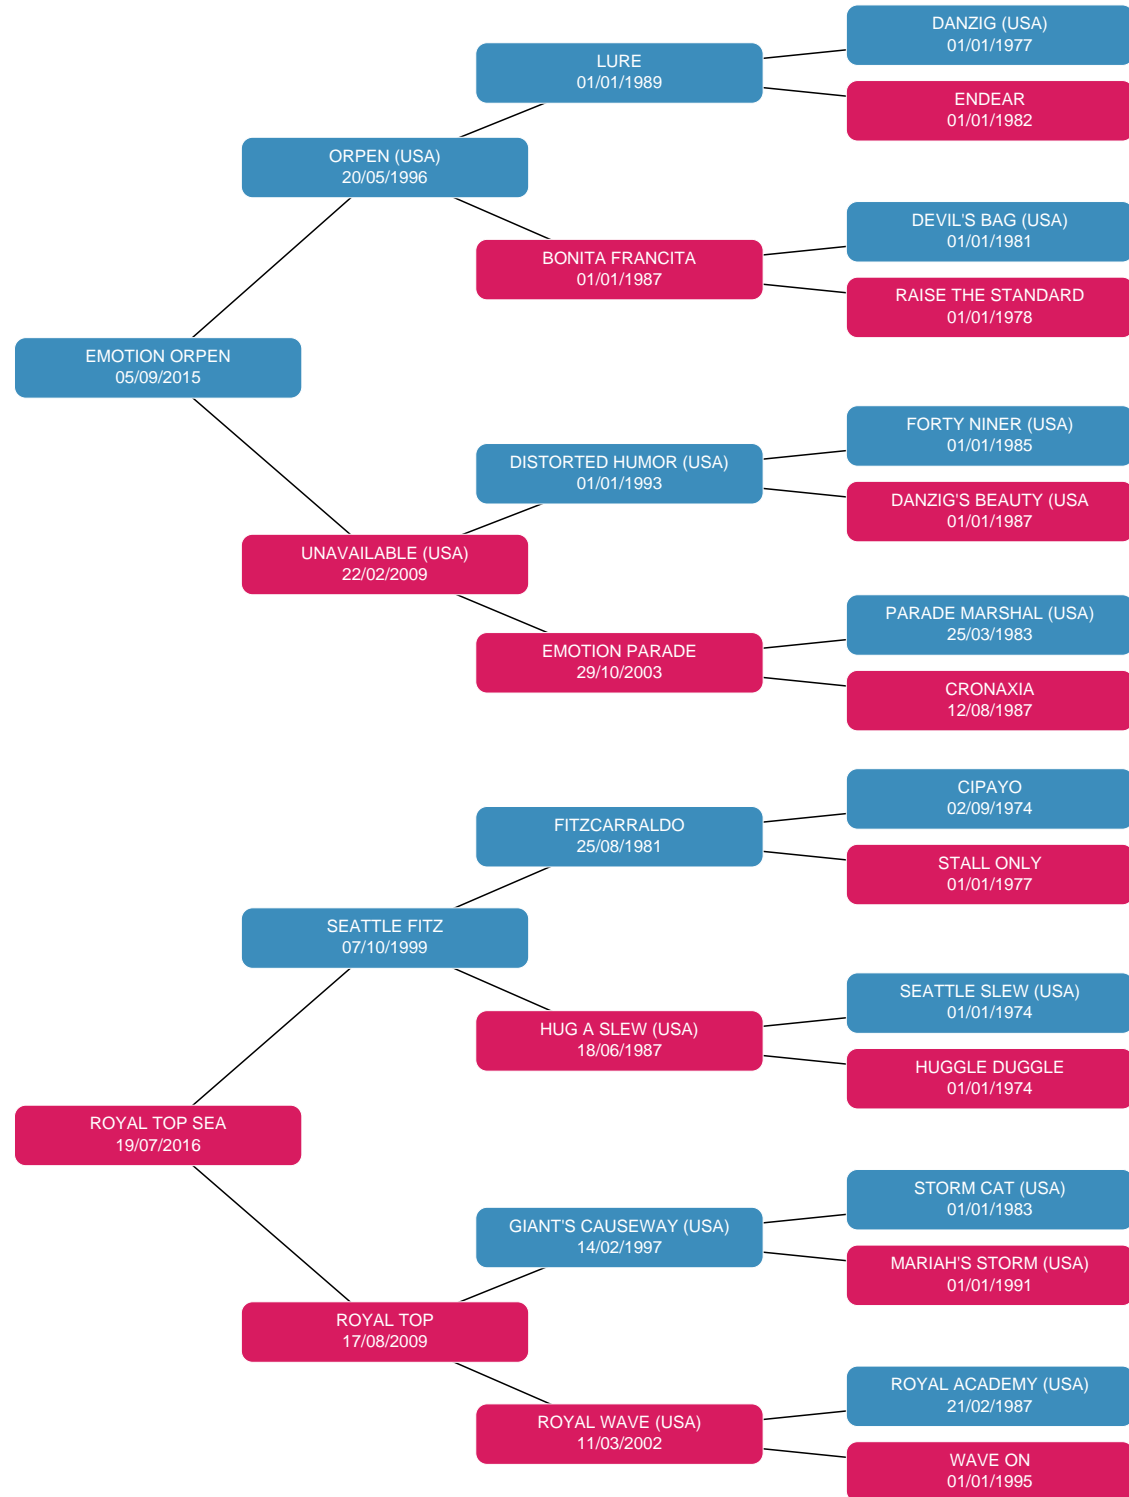 DANZIG (USA)
01/01/1977
LURE
01/01/1989
ENDEAR
01/01/1982
ORPEN (USA)
20/05/1996
DEVIL'S BAG (USA)
01/01/1981
BONITA FRANCITA
01/01/1987
RAISE THE STANDARD
01/01/1978
EMOTION ORPEN
05/09/2015
FORTY NINER (USA)
01/01/1985
DISTORTED HUMOR (USA)
01/01/1993
DANZIG'S BEAUTY (USA
01/01/1987
UNAVAILABLE (USA)
22/02/2009
PARADE MARSHAL (USA)
25/03/1983
EMOTION PARADE
29/10/2003
CRONAXIA
12/08/1987
CIPAYO
02/09/1974
FITZCARRALDO
25/08/1981
STALL ONLY
01/01/1977
SEATTLE FITZ
07/10/1999
SEATTLE SLEW (USA)
01/01/1974
HUG A SLEW (USA)
18/06/1987
HUGGLE DUGGLE
01/01/1974
ROYAL TOP SEA
19/07/2016
STORM CAT (USA)
01/01/1983
GIANT'S CAUSEWAY (USA)
14/02/1997
MARIAH'S STORM (USA)
01/01/1991
ROYAL TOP
17/08/2009
ROYAL ACADEMY (USA)
21/02/1987
ROYAL WAVE (USA)
11/03/2002
WAVE ON
01/01/1995